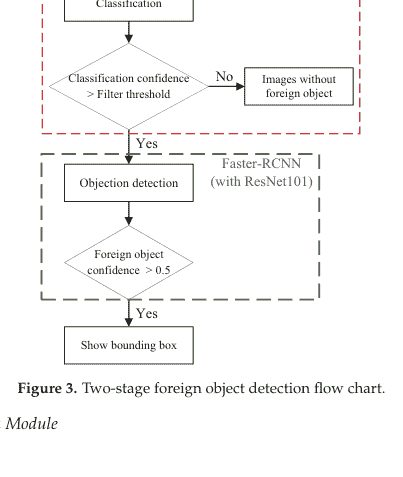 Classification
Classification confidence
> Filter threshold
No
Images without
foreign object
Yes
Faster-RCNN
(with ResNet101)
Objection detection
Foreign object
confidence > 0.5
Yes
Show bounding box
Figure 3. Two-stage foreign object detection flow chart.
Module